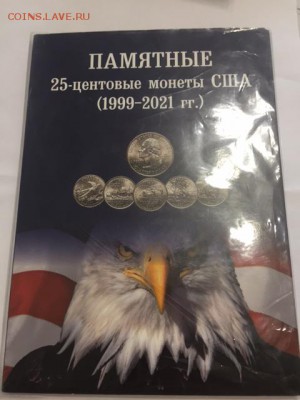 COINS.LAVE.RU
ПАМЯТНЫЕ
25-центовые монеты США
(1999-2021 гг.)